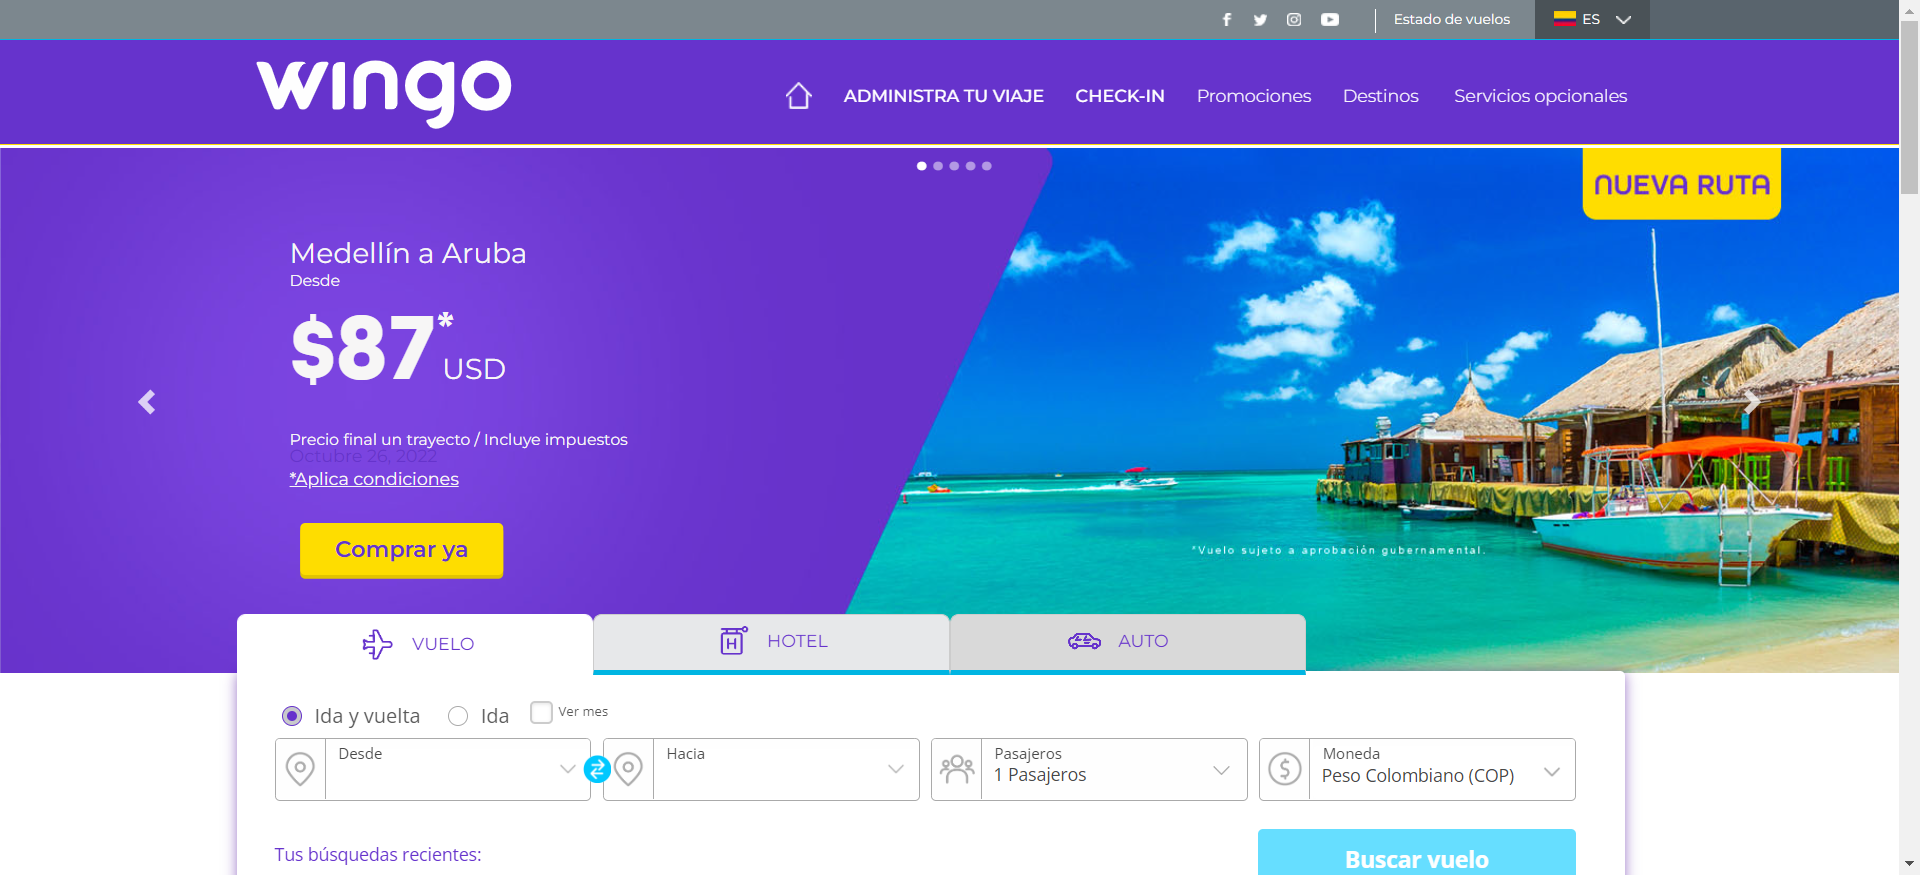 Estado de vuelos
ES
wingo
ADMINISTRA TU VIAJE
CHECK-IN
Promociones
Destinos
Servicios opcionales
NUEVA RUTA
Medellín a Aruba
Desde
$87*
USD
Precio final un trayecto / Incluye impuestos
Octubre 26, 2022
*Aplica condiciones
Comprar ya
*Vuelo sujeto a aprobación gubernamental.
VUELO
HOTEL
AUTO
Ida y vuelta
Ida
Ver mes
Desde
Hacia
Pasajeros
1 Pasajeros
Moneda
Peso Colombiano (COP)
Tus búsquedas recientes:
Buscar vuelo